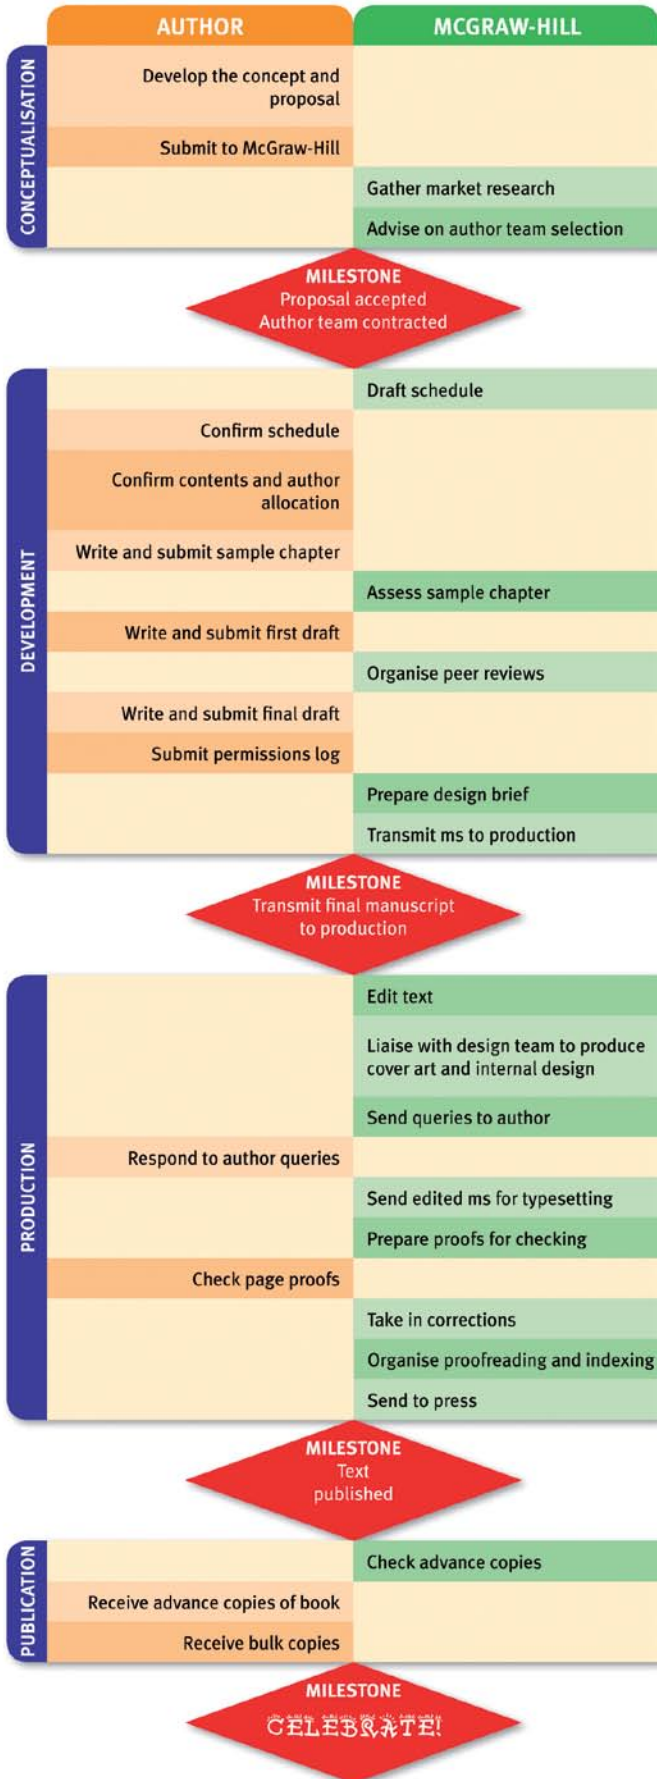 AUTHOR
MCGRAW-HILL
CONCEPTUALISATION
Develop the concept and
proposal
Submit to McGraw-Hill
Gather market research
Advise on author team selection
MILESTONE
Proposal accepted
Author team contracted
DEVELOPMENT
Draft schedule
Confirm schedule
Confirm contents and author
allocation
Write and submit sample chapter
Assess sample chapter
Write and submit first draft
Organise peer reviews
Write and submit final draft
Submit permissions log
Prepare design brief
Transmit ms to production
MILESTONE
Transmit final manuscript
to production
PRODUCTION
Edit text
Liaise with design team to produce
cover art and internal design
Send queries to author
Respond to author queries
Send edited ms for typesetting
Prepare proofs for checking
Check page proofs
Take in corrections
Organise proofreading and indexing
Send to press
MILESTONE
Text
published
PUBLICATION
Check advance copies
Receive advance copies of book
Receive bulk copies
MILESTONE
CELEBRATE!